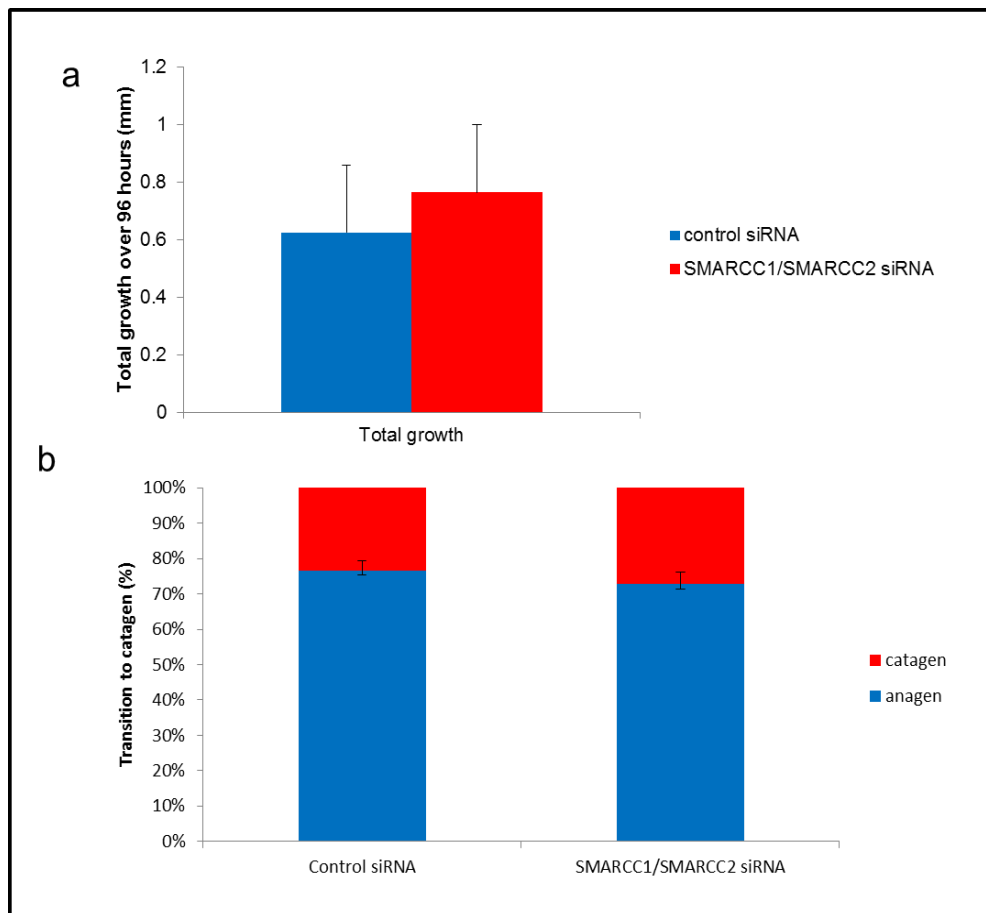 a
Total growth over 96 hours (mm)
1.2
1
0.8
0.6
0.4
0.2
0
Total growth
control siRNA
SMARCC1/SMARCC2 siRNA
b
Transition to catagen (%)
100%
90%
80%
70%
60%
50%
40%
30%
20%
10%
0%
Control siRNA
SMARCC1/SMARCC2 siRNA
catagen
anagen